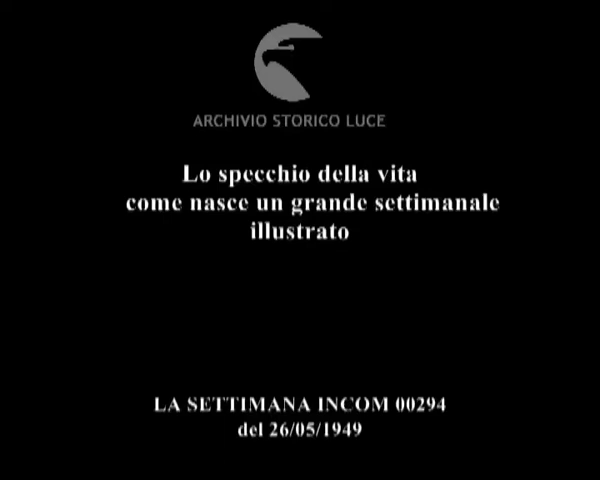 ARCHIVIO STORICO LUCE
Lo specchio della vita
come nasce un grande settimanale
illustrato
LA SETTIMANA INCOM 00294
del 26/05/1949